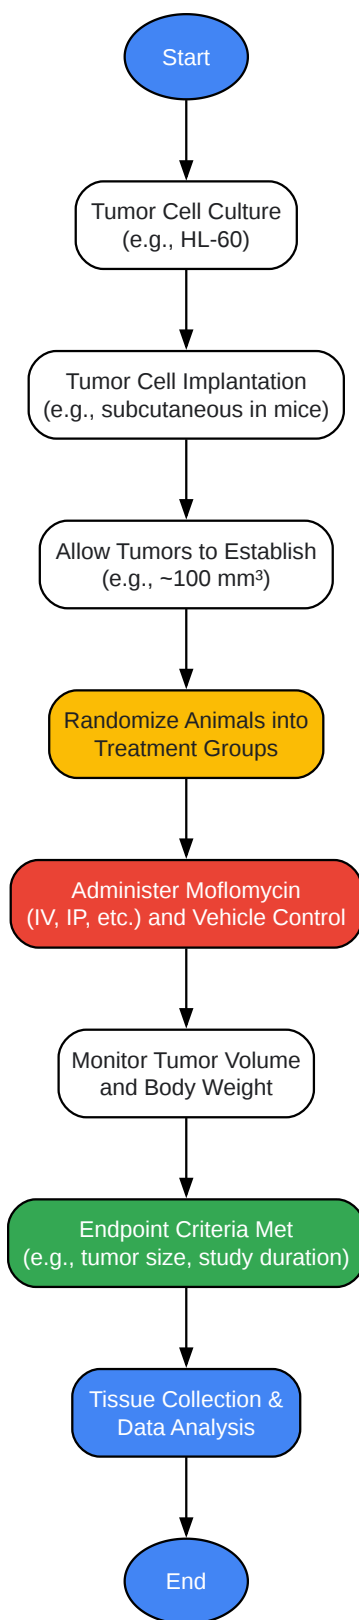 Start
Tumor Cell Culture
(e.g., HL-60)
Tumor Cell Implantation
(e.g., subcutaneous in mice)
Allow Tumors to Establish
(e.g., ~100 mm³)
Randomize Animals into
Treatment Groups
Administer Moflomycin
(IV, IP, etc.) and Vehicle Control
Monitor Tumor Volume
and Body Weight
Endpoint Criteria Met
(e.g., tumor size, study duration)
Tissue Collection &
Data Analysis
End